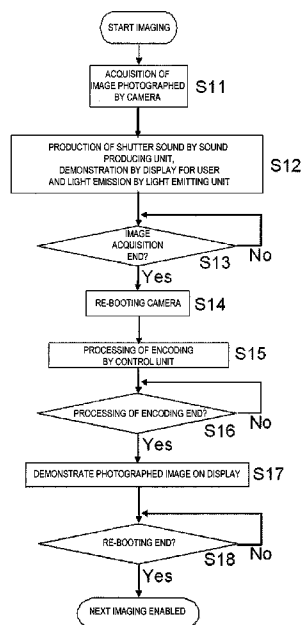 START IMAGING
ACQUISITION OF
IMAGE PHOTOGRAPHED
BY CAMERA
S11
PRODUCTION OF SHUTTER SOUND BY SOUND
PRODUCING UNIT,
DEMONSTRATION BY DISPLAY FOR USER
AND LIGHT EMISSION BY LIGHT EMITTING UNIT
S12
IMAGE
ACQUISITION
END?
S13
No
Yes
RE-BOOTING CAMERA
S14
PROCESSING OF ENCODING
BY CONTROL UNIT
S15
PROCESSING OF ENCODING END?
S16
No
Yes
DEMONSTRATE PHOTOGRAPHED IMAGE ON DISPLAY
S17
RE-BOOTING END?
S18
No
Yes
NEXT IMAGING ENABLED